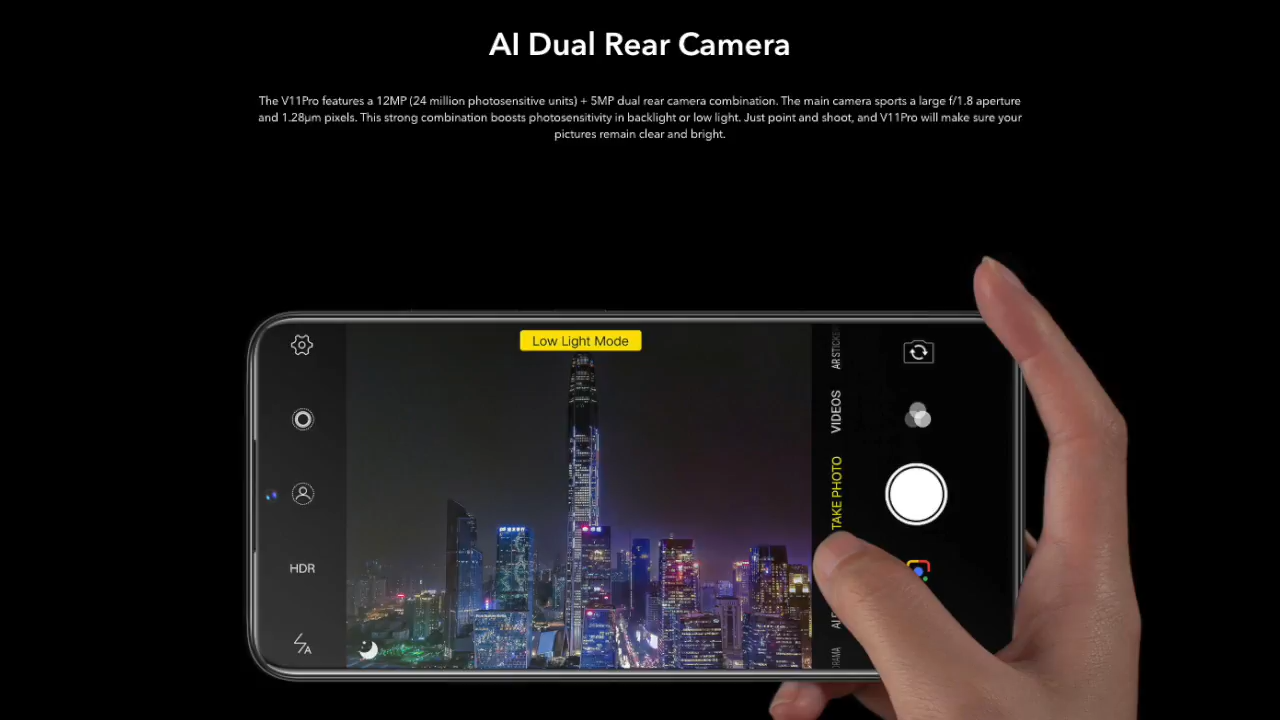 AI Dual Rear Camera
The V11Pro features a 12MP (24 million photosensitive units) + 5MP dual rear camera combination. The main camera sports a large f/1.8 aperture
and 1.28μm pixels. This strong combination boosts photosensitivity in backlight or low light. Just point and shoot, and V11Pro will make sure your
pictures remain clear and bright.
Low Light Mode
HDR
A
AR STICKER
VIDEOS
TAKE PHOTO
AI